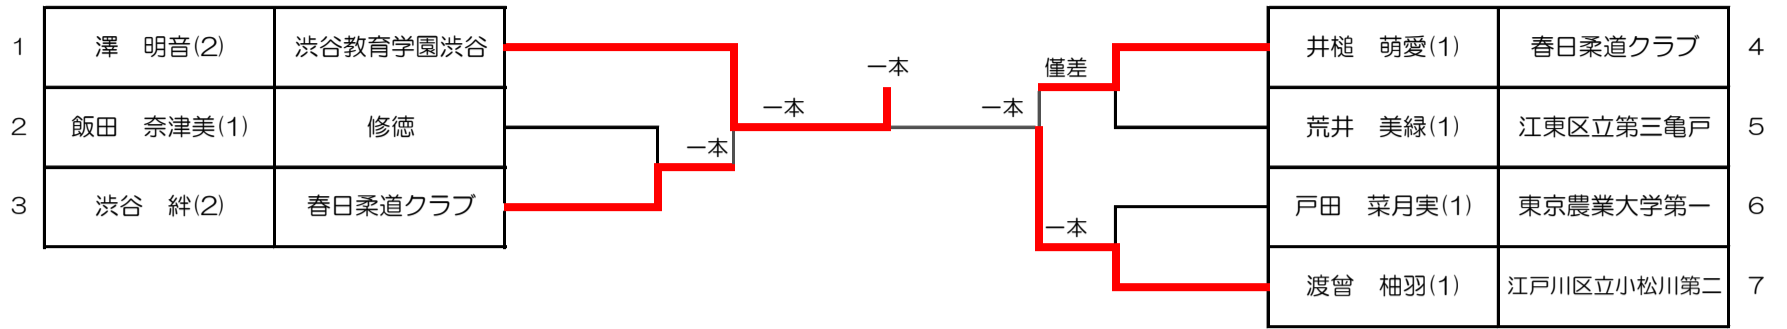 1 澤　明音(2) 渋谷教育学園渋谷
2 飯田　奈津美(1) 修徳
3 渋谷　絆(2) 春日柔道クラブ
一本
一本
一本
一本
僅差
一本
井槌　萌愛(1) 春日柔道クラブ 4
荒井　美緑(1) 江東区立第三亀戸 5
戸田　菜月実(1) 東京農業大学第一 6
渡曾　柚羽(1) 江戸川区立小松川第二 7